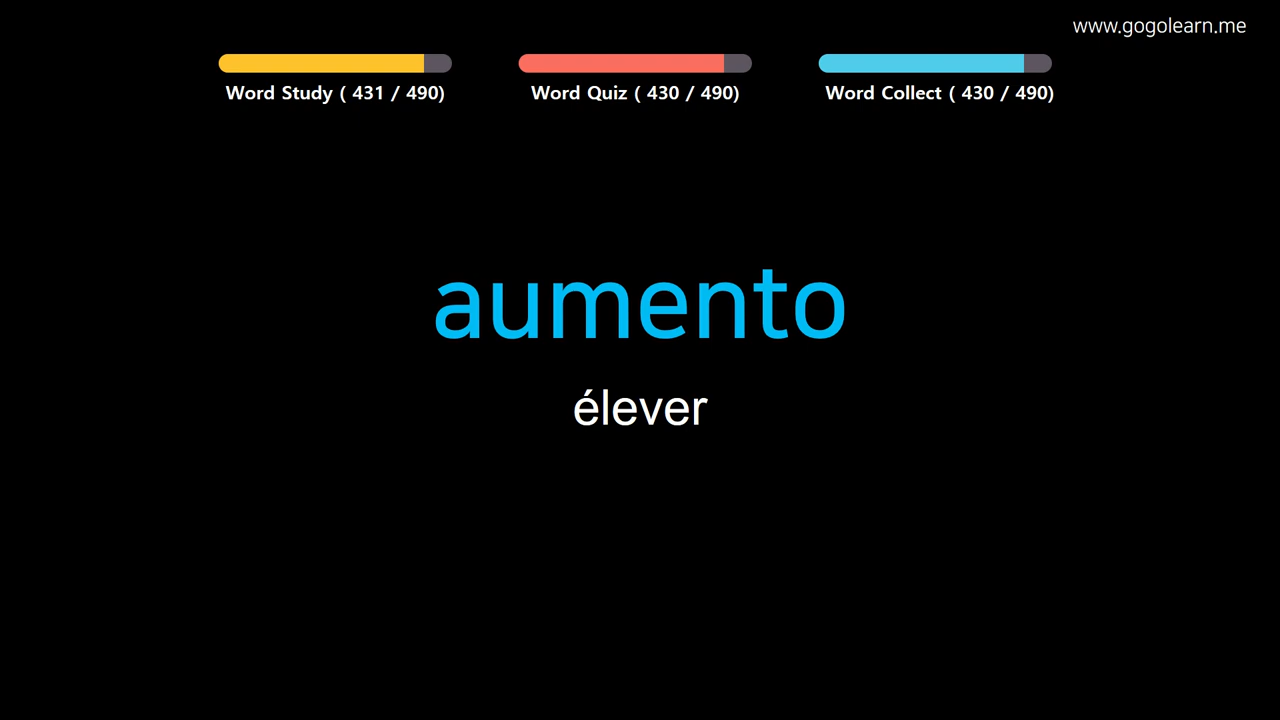 www.gogolearn.me
Word Study ( 431 / 490)
Word Quiz ( 430 / 490)
Word Collect ( 430 / 490)
aumento
élever